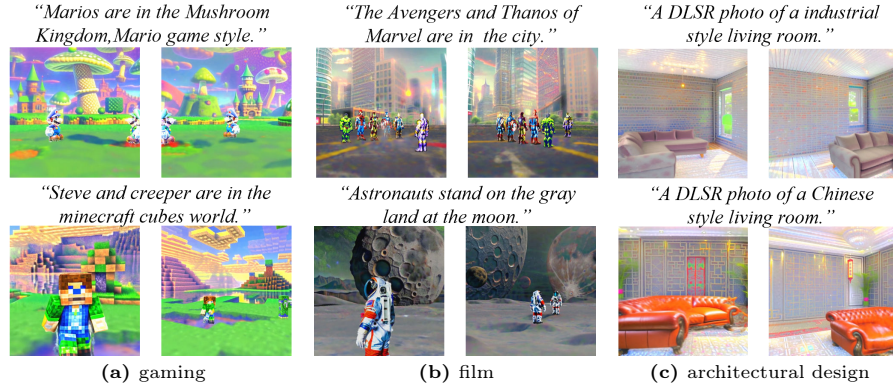 “Marios are in the Mushroom
Kingdom,Mario game style.”
“The Avengers and Thanos of
Marvel are in the city.”
“A DLSR photo of a industrial
style living room.”
“Steve and creeper are in the
minecraft cubes world.”
“Astronauts stand on the gray
land at the moon.”
“A DLSR photo of a Chinese
style living room.”
(a) gaming
(b) film
(c) architectural design